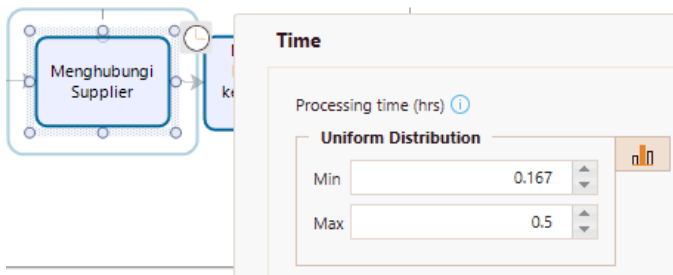 Menghubungi
Supplier
Time
Processing time (hrs)
Uniform Distribution
Min 0.167
Max 0.5